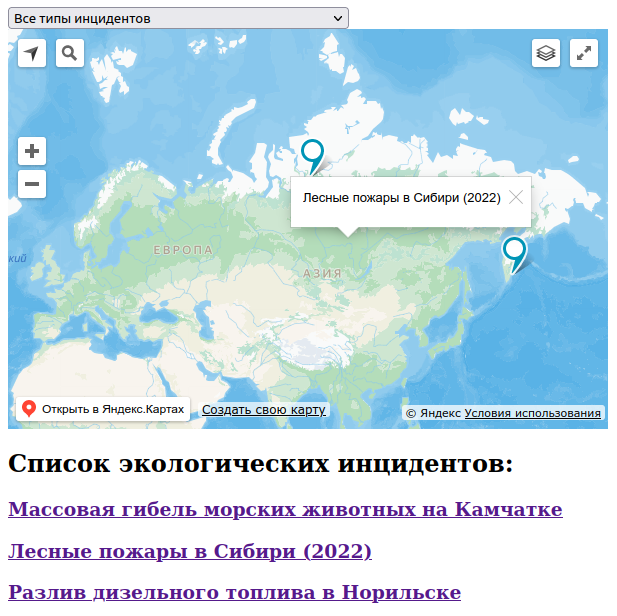 Все типы инцидентов
Лесные пожары в Сибири (2022)
ский
ЕВРОПА
АЗИЯ
Открыть в Яндекс.Картах
Создать свою карту
© Яндекс Условия использования
Список экологических инцидентов:
Массовая гибель морских животных на Камчатке
Лесные пожары в Сибири (2022)
Разлив дизельного топлива в Норильске